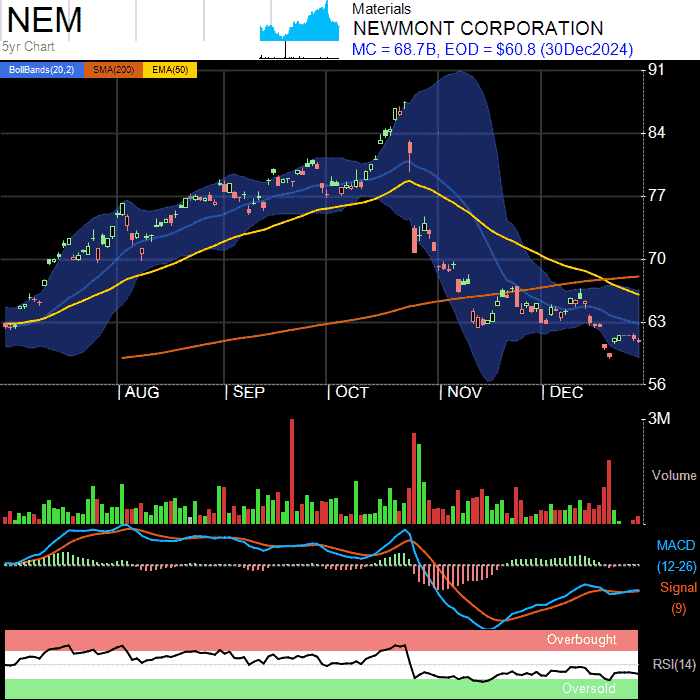 NEM
5yr Chart
Materials
NEWMONT CORPORATION
MC = 68.7B, EOD = $60.8 (30Dec2024)
BollBands(20,2) SMA(200) EMA(50)
91
84
77
70
63
56
AUG SEP OCT NOV DEC
3M
Volume
MACD
(12-26)
Signal
(9)
Overbought
RSI(14)
Oversold